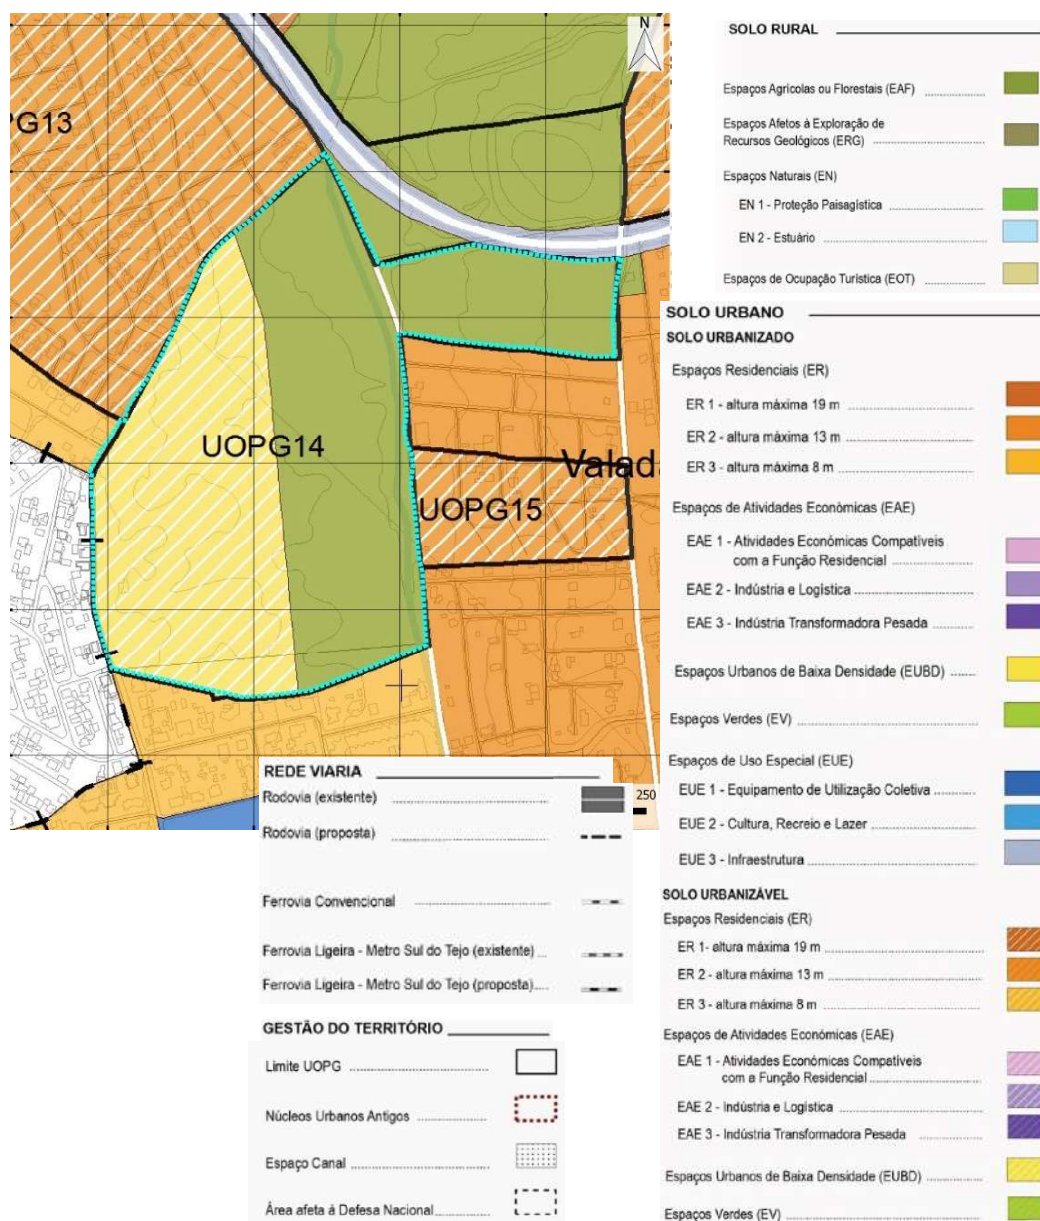 N
PG13
UOPG14
Valad
UOPG15
250
REDE VIARIA
Rodovia (existente)
Rodovia (proposta)
Ferrovia Convencional
Ferrovia Ligeira - Metro Sul do Tejo (existente)
Ferrovia Ligeira - Metro Sul do Tejo (proposta)
GESTÃO DO TERRITÓRIO
Limite UOPG
Núcleos Urbanos Antigos
Espaço Canal
Área afeta á Defesa Nacional
SOLO RURAL
Espaços Agrícolas ou Florestais (EAF)
Espaços Afetos à Exploração de
Recursos Geológicos (ERG)
Espaços Naturais (EN)
EN 1 - Proteção Paisagística
EN 2 - Estuário
Espaços de Ocupação Turística (EOT)
SOLO URBANO
SOLO URBANIZADO
Espaços Residenciais (ER)
ER 1 - altura máxima 19 m
ER 2 - altura máxima 13 m
ER 3 - altura máxima 8 m
Espaços de Atividades Económicas (EAE)
EAE 1 - Atividades Económicas Compatíveis
com a Função Residencial
EAE 2 - Indústria e Logística
EAE 3 - Indústria Transformadora Pesada
Espaços Urbanos de Baixa Densidade (EUBD)
Espaços Verdes (EV)
Espaços de Uso Especial (EUE)
EUE 1 - Equipamento de Utilização Coletiva
EUE 2 - Cultura, Recreio e Lazer
EUE 3 - Infraestrutura
SOLO URBANIZÁVEL
Espaços Residenciais (ER)
ER 1- altura máxima 19 m
ER 2 - altura máxima 13 m
ER 3 - altura máxima 8 m
Espaços de Atividades Económicas (EAE)
EAE 1 - Atividades Económicas Compatíveis
com a Função Residencial
EAE 2 - Indústria e Logística
EAE 3 - Indústria Transformadora Pesada
Espaços Urbanos de Baixa Densidade (EUBD)
Espaços Verdes (EV)